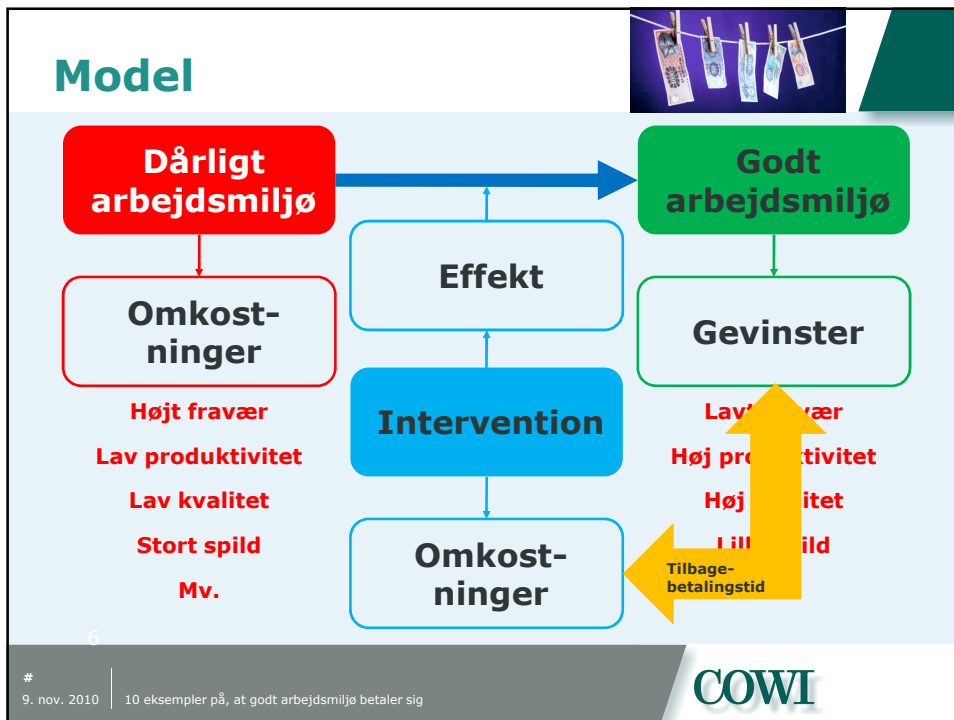 Model
Dårligt
arbejdsmiljø
Godt
arbejdsmiljø
Effekt
Omkost-
ninger
Gevinster
Intervention
Højt fravær
Lav produktivitet
Lav kvalitet
Stort spild
Mv.
Omkost-
ninger
Tilbage-
betalingstid
Høj
Høj
6
#
9. nov. 2010
10 eksempler på, at godt arbejdsmiljø betaler sig
COWI